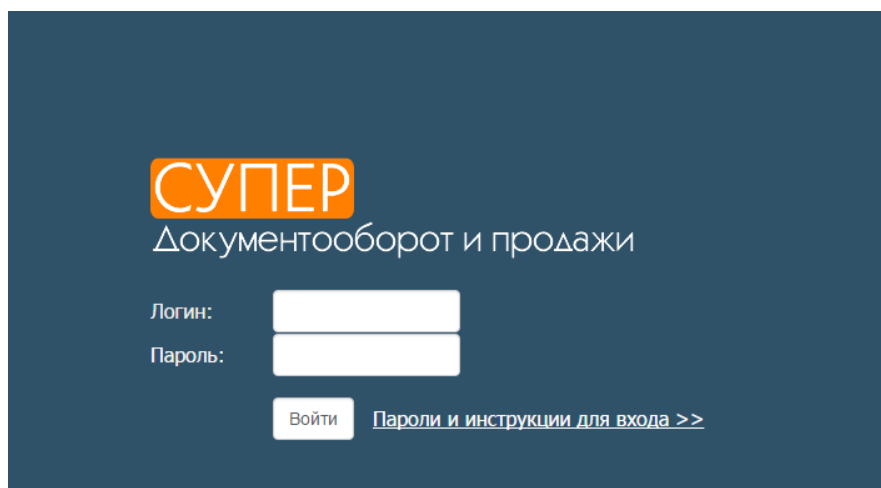 СУПЕР
Документооборот и продажи
Логин:
Пароль:
Войти Пароли и инструкции для входа >>